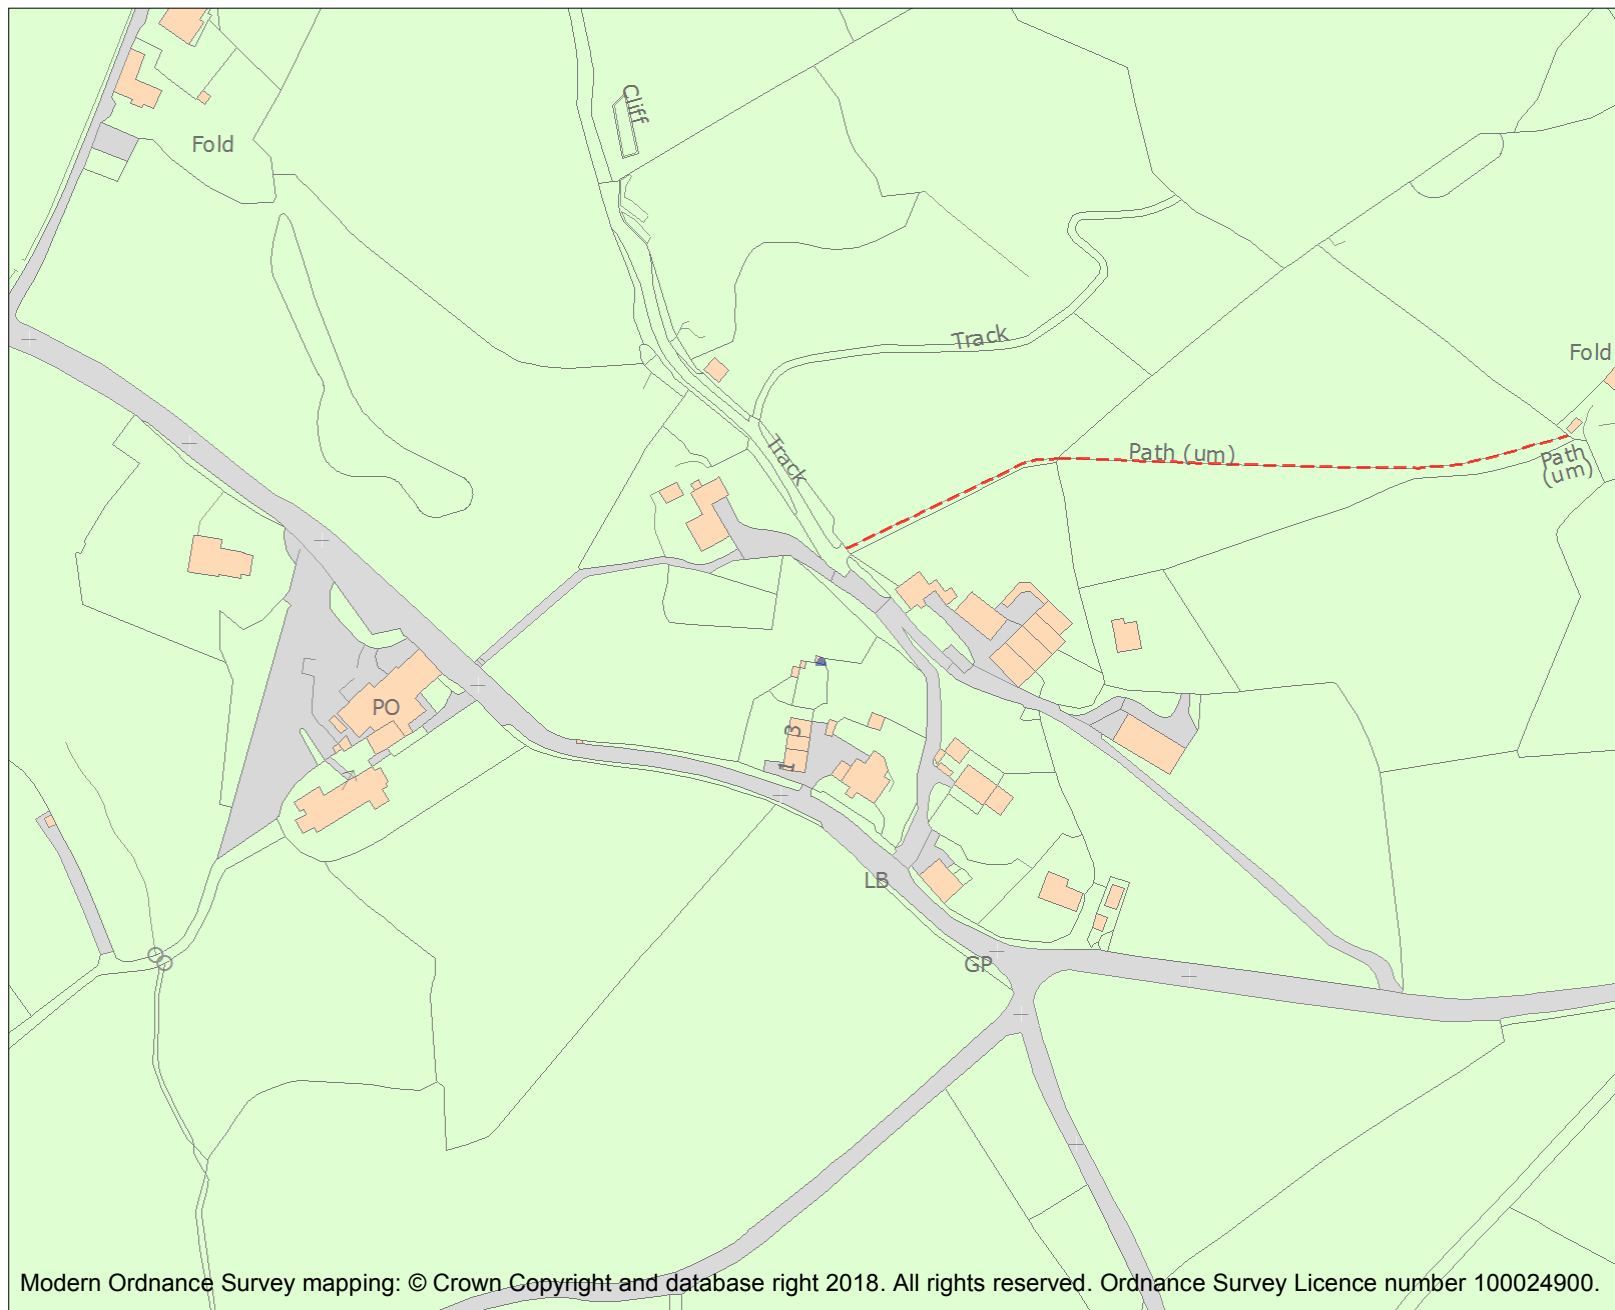 Cliff
Fold
Track
Fold
Track
Path (um)
Path
(um)
PO
3
1
LB
GP
Modern Ordnance Survey mapping: © Crown Copyright and database right 2018. All rights reserved. Ordnance Survey Licence number 100024900.